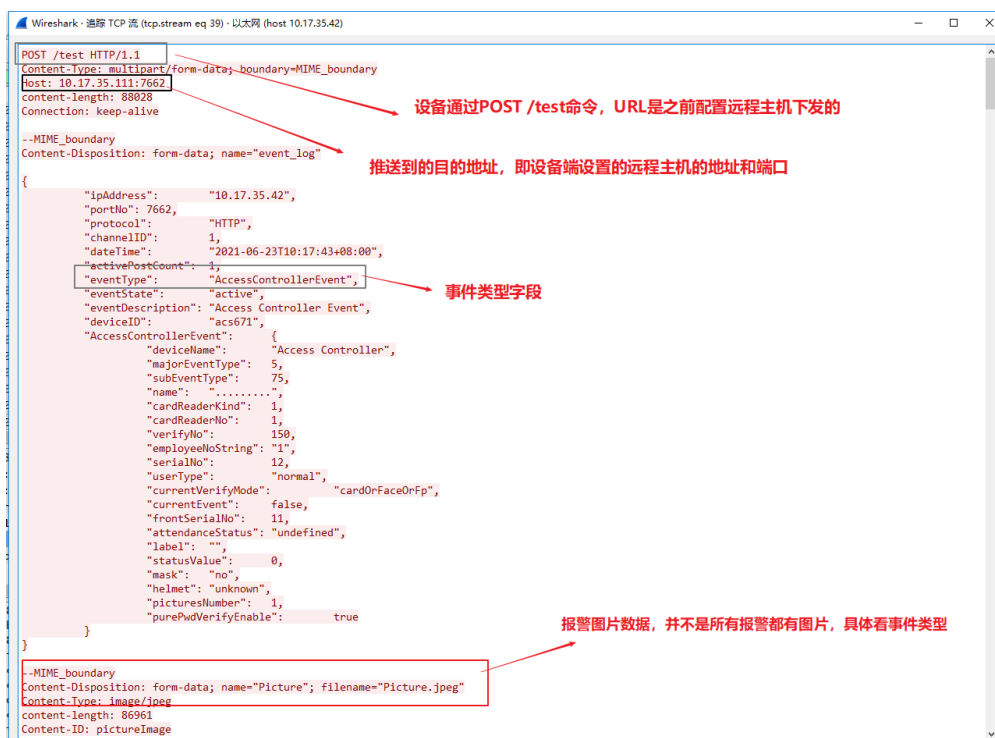 Wireshark · 追踪 TCP 流 (tcp.stream eq 39) · 以太网 (host 10.17.35.42)
POST /test HTTP/1.1
Content-Type: multipart/form-data; boundary=MIME_boundary
Host: 10.17.35.111:7662
content-length: 88028
Connection: keep-alive
设备通过POST /test命令，URL是之前配置远程主机下发的
--MIME_boundary
Content-Disposition: form-data; name="event_log"
推送到的目的地址，即设备端设置的远程主机的地址和端口
{
"ipAddress": "10.17.35.42",
"portNo": 7662,
"protocol": "HTTP",
"channelID": 1,
"dateTime": "2021-06-23T10:17:43+08:00",
"activePostCount": 1,
"eventType": "AccessControllerEvent",
事件类型字段
"eventState": "active",
"eventDescription": "Access Controller Event",
"deviceID": "acs671",
"AccessControllerEvent": {
"deviceName": "Access Controller",
"majorEventType": 5,
"subEventType": 75,
"name": ".........",
"cardReaderKind": 1,
"cardReaderNo": 1,
"verifyNo": 150,
"employeeNoString": "1",
"serialNo": 12,
"userType": "normal",
"currentVerifyMode": "cardOrFaceOrFp",
"currentEvent": false,
"frontSerialNo": 11,
"attendanceStatus": "undefined",
"label": "",
"statusValue": 0,
"mask": "no",
"helmet": "unknown",
"picturesNumber": 1,
"purePwdVerifyEnable": true
}
}
报警图片数据，并不是所有报警都有图片，具体看事件类型
--MIME_boundary
Content-Disposition: form-data; name="Picture"; filename="Picture.jpeg"
Content-Type: image/jpeg
content-length: 86961
Content-ID: pictureImage